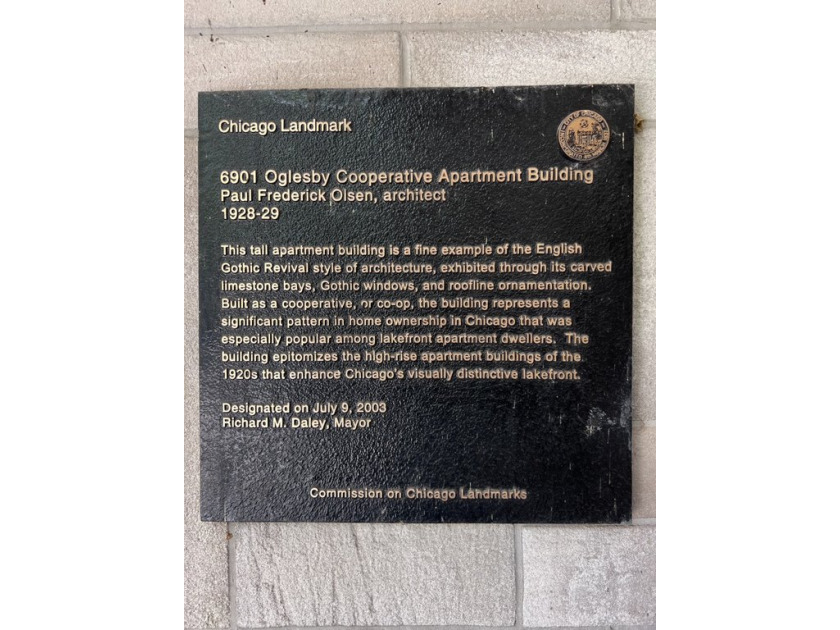 Chicago Landmark
6901 Oglesby Cooperative Apartment Building
Paul Frederick Olsen, architect
1928-29
This tall apartment building is a fine example of the English
Gothic Revival style of architecture, exhibited through its carved
limestone bays, Gothic windows, and roofline ornamentation.
Built as a cooperative, or co-op, the building represents a
significant pattern in home ownership in Chicago that was
especially popular among lakefront apartment dwellers. The
building epitomizes the high-rise apartment buildings of the
1920s that enhance Chicago's visually distinctive lakefront.
Designated on July 9, 2003
Richard M. Daley, Mayor
Commission on Chicago Landmarks